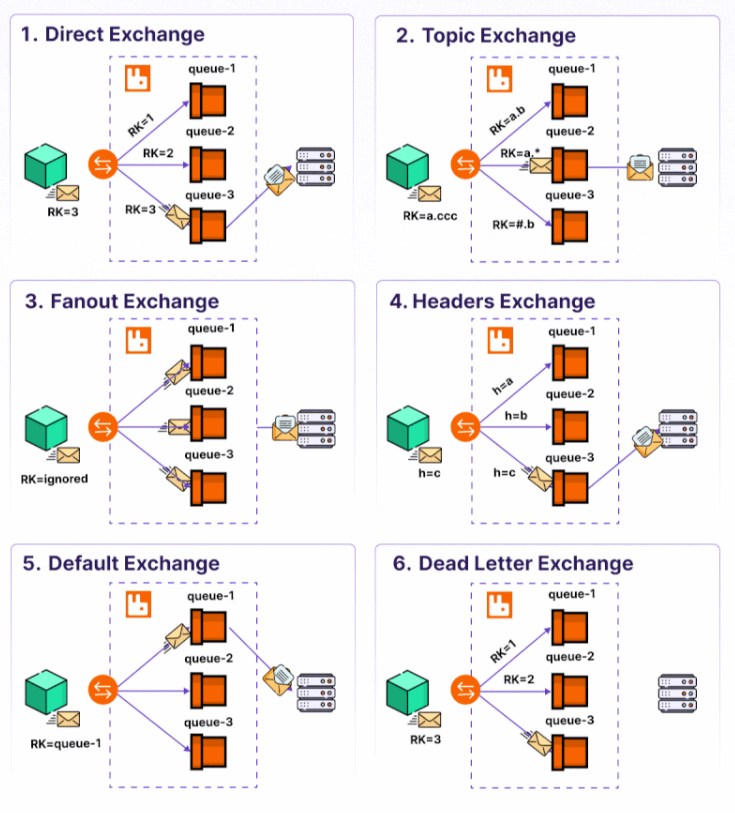 1. Direct Exchange
queue-1
RK=1
queue-2
RK=2
queue-3
RK=3
RK=3
2. Topic Exchange
queue-1
RK=a.b
queue-2
RK=a.*
queue-3
RK=a.ccc
RK=#.b
3. Fanout Exchange
queue-1
queue-2
queue-3
RK=ignored
4. Headers Exchange
queue-1
h=a
queue-2
h=b
queue-3
h=c
h=c
5. Default Exchange
queue-1
queue-2
queue-3
RK=queue-1
6. Dead Letter Exchange
queue-1
RK=1
queue-2
RK=2
queue-3
RK=3